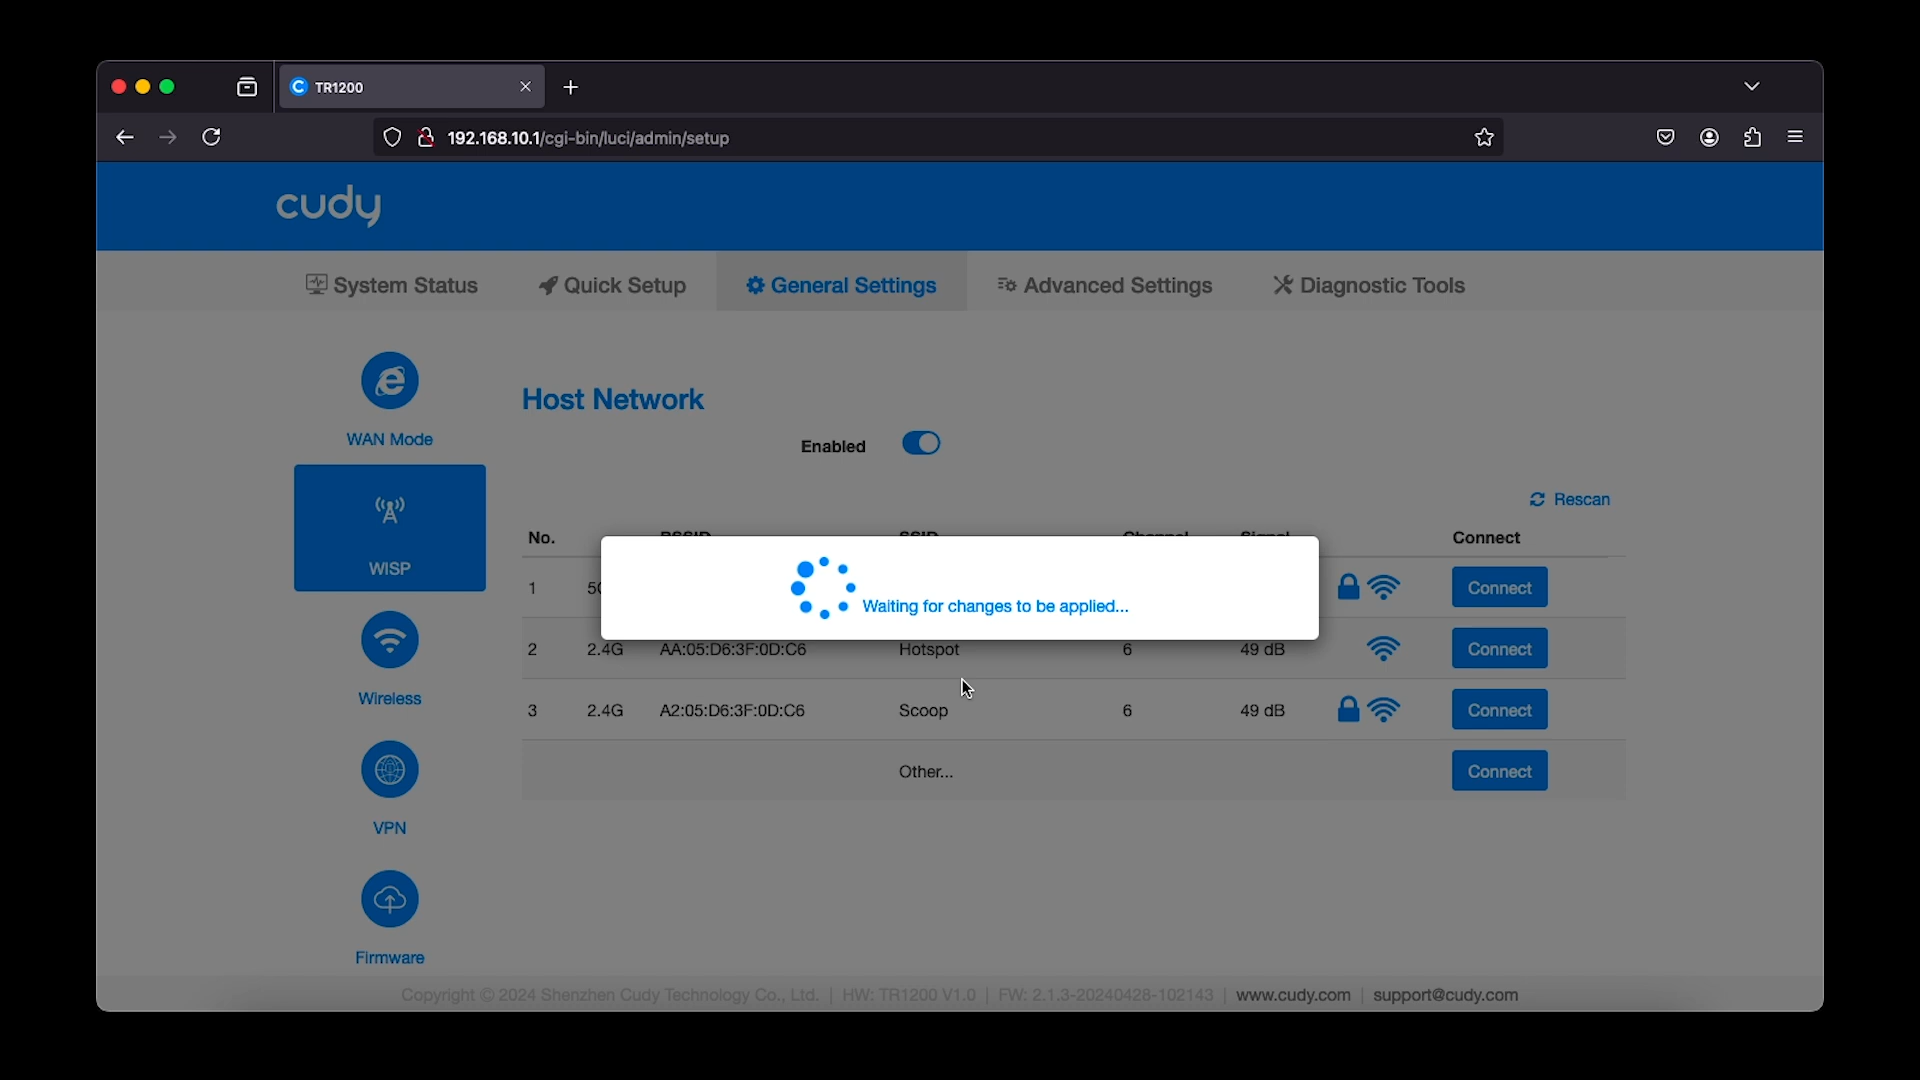 TR1200
192.168.10.1/cgi-bin/luci/admin/setup
cudy
System Status Quick Setup General Settings Advanced Settings Diagnostic Tools
WAN Mode
WISP
Wireless
VPN
Firmware
Host Network
Enabled
Rescan
No. BSSID SSID Channel Signal Connect
1 Connect
Waiting for changes to be applied...
2 2.4G AA:05:D6:3F:0D:C6 Hotspot 6 49 dB Connect
3 2.4G A2:05:D6:3F:0D:C6 Scoop 6 49 dB Connect
Other... Connect
Copyright © 2024 Shenzhen Cudy Technology Co., Ltd. | HW: TR1200 V1.0 | FW: 2.1.3-20240428-102143 | www.cudy.com | support@cudy.com